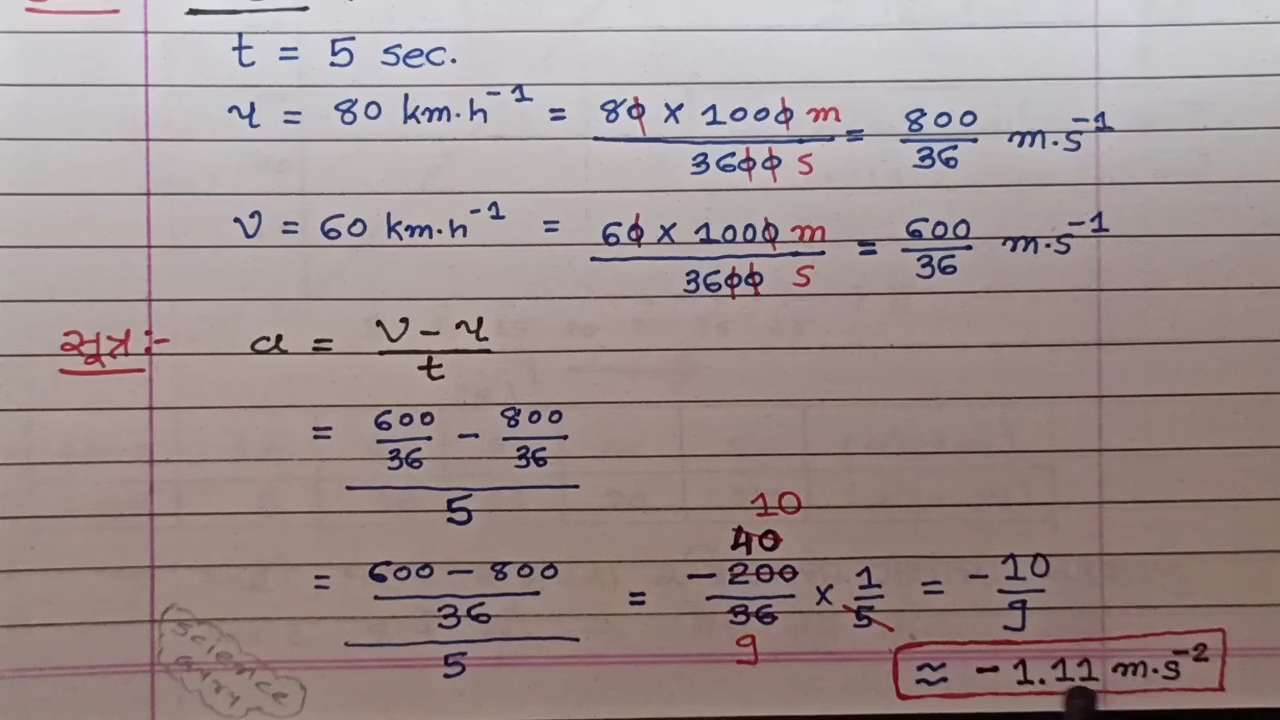 t = 5 sec.
u = 80 km.h⁻¹ = 80 × 1000 m / 3600 s = 800/36 m.s⁻¹
v = 60 km.h⁻¹ = 60 × 1000 m / 3600 s = 600/36 m.s⁻¹
सूत्र :- a = v - u / t
= 600/36 - 800/36 / 5
= 600 - 800 / 36 / 5 = -200/36 × 1/5 = -10/9
40 10 9
≈ -1.11 m.s⁻²
science